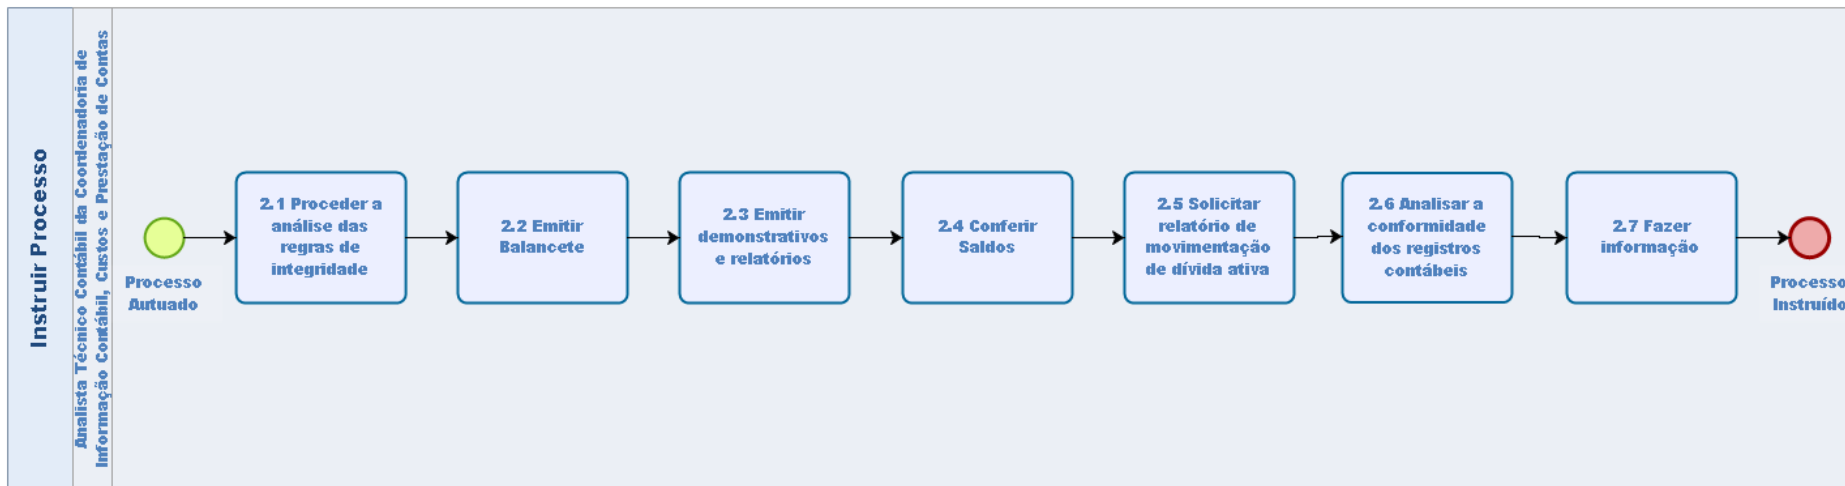 Instruir Processo
Analista Técnico Contábil da Coordenadoria de
Informação Contábil, Custos e Prestação de Contas
Processo
Autuado
2.1 Proceder a
análise das
regras de
integridade
2.2 Emitir
Balancete
2.3 Emitir
demonstrativos
e relatórios
2.4 Conferir
Saldos
2.5 Solicitar
relatório de
movimentação
de dívida ativa
2.6 Analisar a
conformidade
dos registros
contábeis
2.7 Fazer
informação
Processo
Instruído